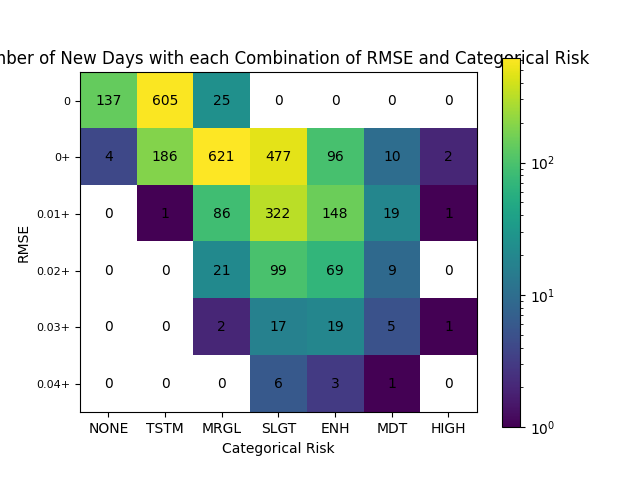 mber of New Days with each Combination of RMSE and Categorical Risk
0 137 605 25 0 0 0 0
0+ 4 186 621 477 96 10 2
0.01+ 0 1 86 322 148 19 1
0.02+ 0 0 21 99 69 9 0
0.03+ 0 0 2 17 19 5 1
0.04+ 0 0 0 6 3 1 0
RMSE
NONE TSTM MRGL SLGT ENH MDT HIGH
Categorical Risk
10²
10¹
10⁰